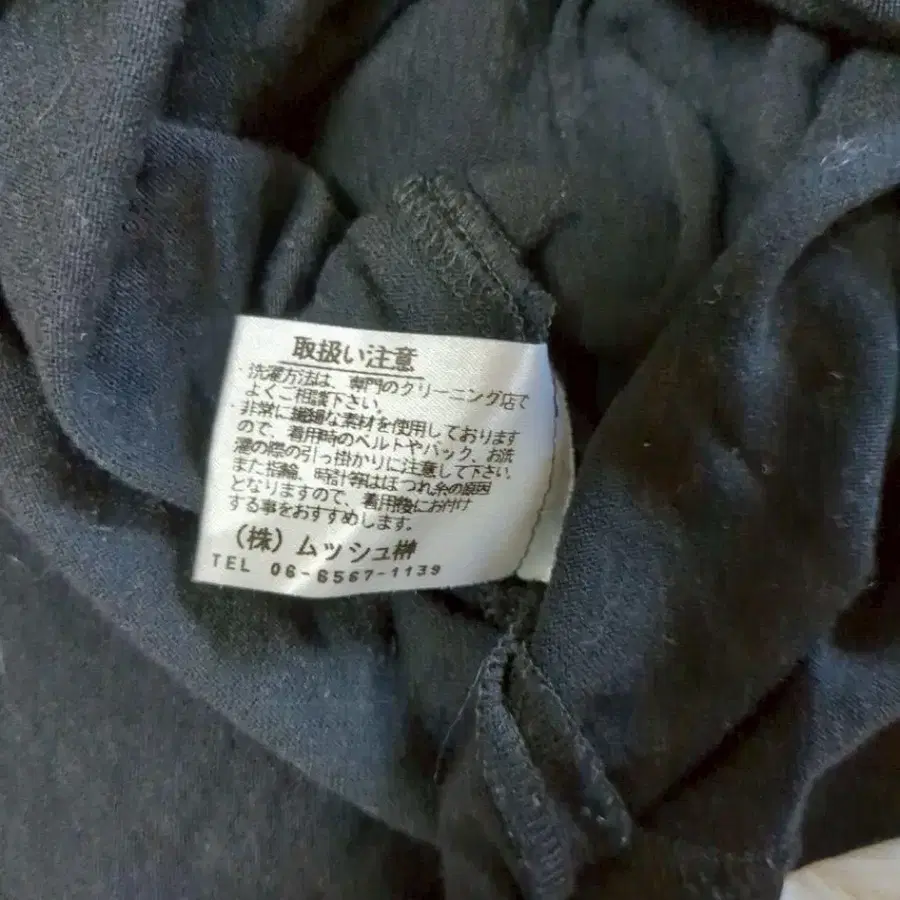 取扱い注意
・洗濯方法は、専門のクリーニング店で
よくご相談下さい。
・非常に繊細な素材を使用しております
ので、着用時のベルトやバック、お洗
濯の際の引っ掛かりに注意して下さい。
また指輪、時計等はほつれ糸の原因
となりますので、着用後にお付け
する事をおすすめします。
(株)ムッシュ榊
TEL 06-6567-1139